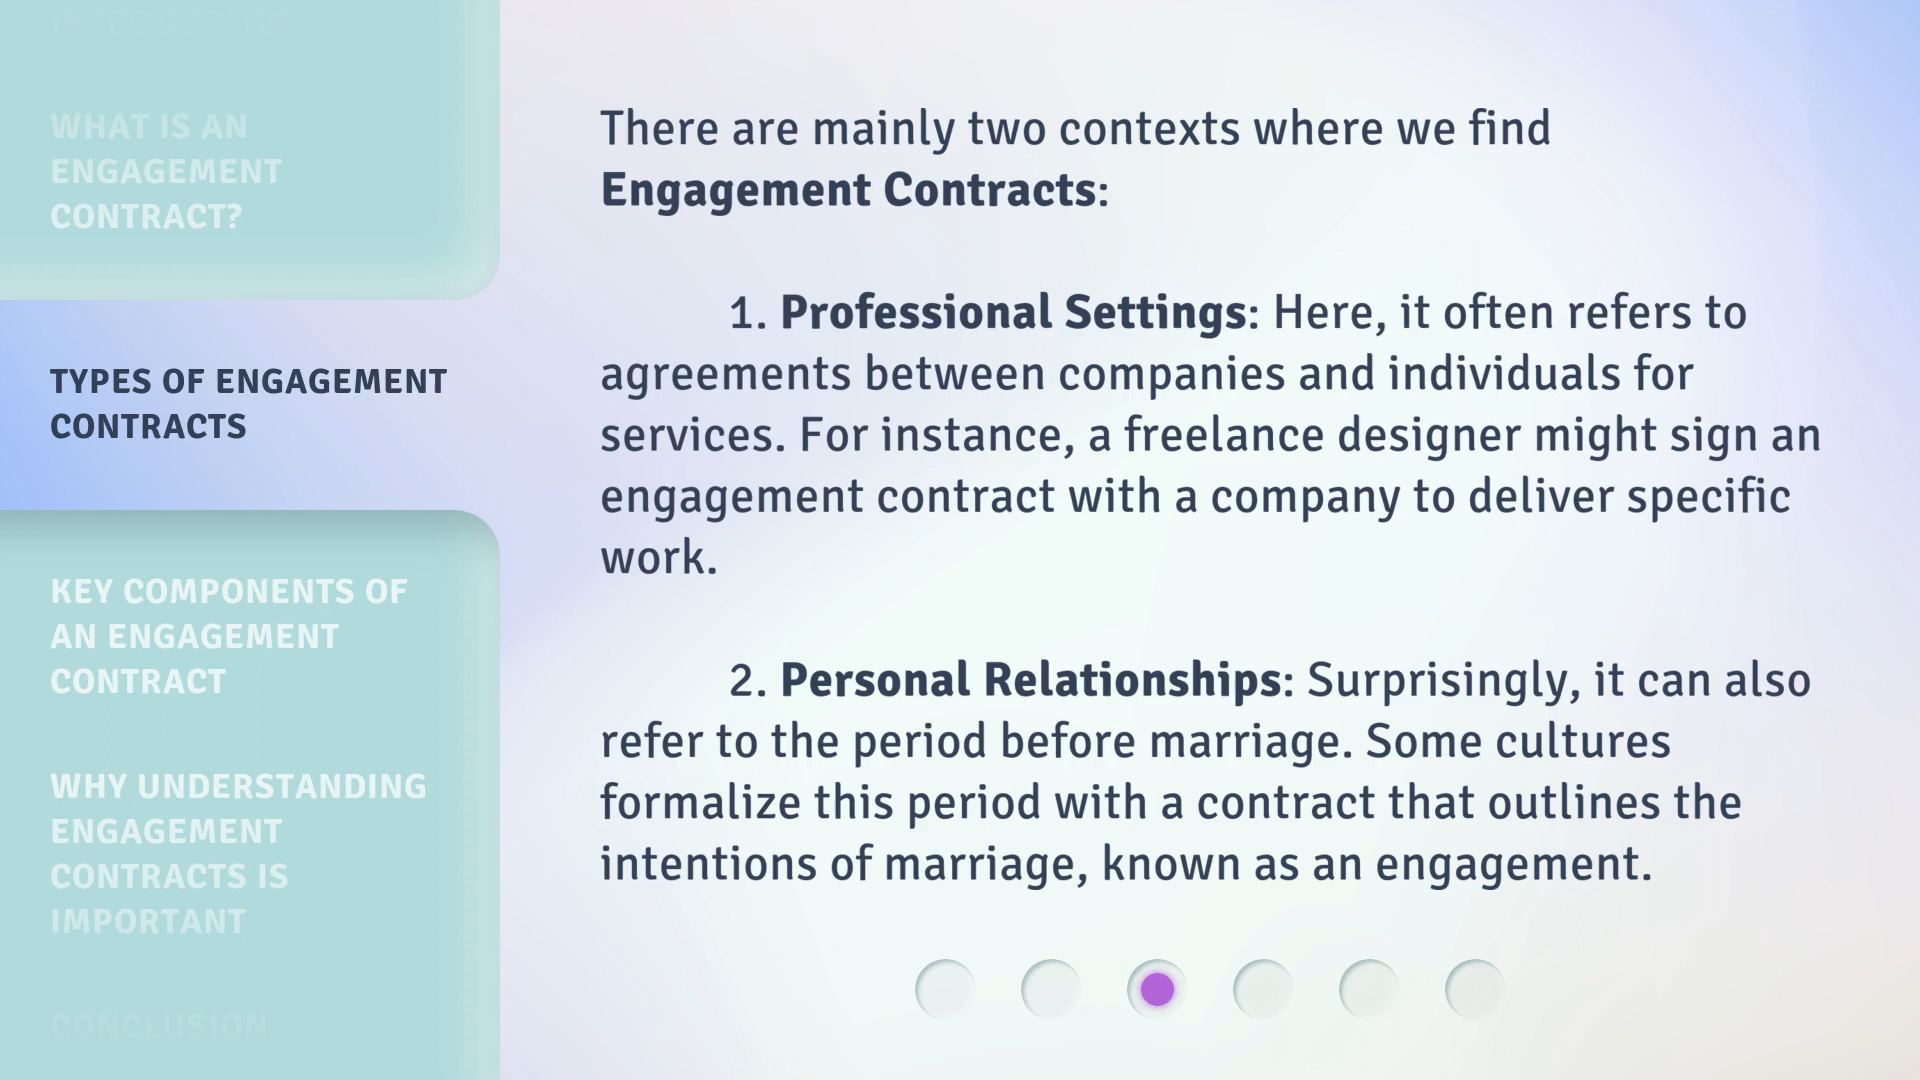 INTRODUCTION
WHAT IS AN
ENGAGEMENT
CONTRACT?
TYPES OF ENGAGEMENT
CONTRACTS
KEY COMPONENTS OF
AN ENGAGEMENT
CONTRACT
WHY UNDERSTANDING
ENGAGEMENT
CONTRACTS IS
IMPORTANT
CONCLUSION
There are mainly two contexts where we find
Engagement Contracts:
1. Professional Settings: Here, it often refers to
agreements between companies and individuals for
services. For instance, a freelance designer might sign an
engagement contract with a company to deliver specific
work.
2. Personal Relationships: Surprisingly, it can also
refer to the period before marriage. Some cultures
formalize this period with a contract that outlines the
intentions of marriage, known as an engagement.